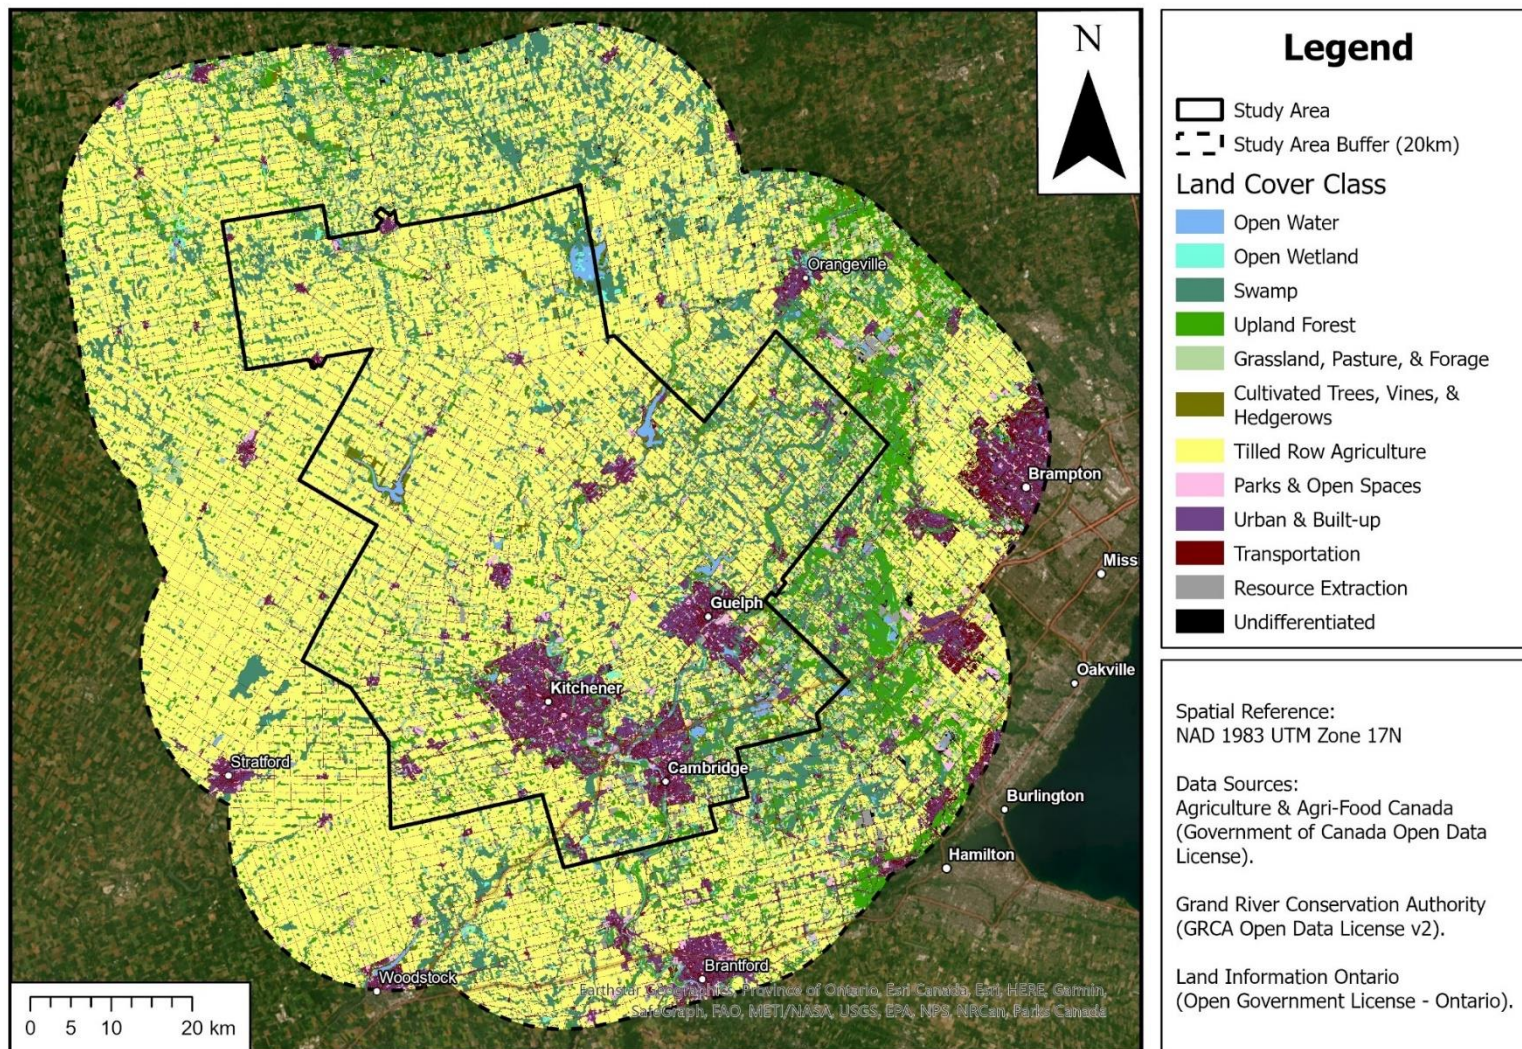 N
Orangeville
Brampton
Miss
Guelph
Oakville
Kitchener
Stratford
Cambridge
Burlington
Hamilton
Woodstock
Brantford
Earthstar Geographics, Province of Ontario, Esri Canada, Esri, HERE, Garmin,
SafeGraph, FAO, METI/NASA, USGS, EPA, NPS, NRCan, Parks Canada
0 5 10 20 km
Legend
Study Area
Study Area Buffer (20km)
Land Cover Class
Open Water
Open Wetland
Swamp
Upland Forest
Grassland, Pasture, & Forage
Cultivated Trees, Vines, &
Hedgerows
Tilled Row Agriculture
Parks & Open Spaces
Urban & Built-up
Transportation
Resource Extraction
Undifferentiated
Spatial Reference:
NAD 1983 UTM Zone 17N
Data Sources:
Agriculture & Agri-Food Canada
(Government of Canada Open Data
License).
Grand River Conservation Authority
(GRCA Open Data License v2).
Land Information Ontario
(Open Government License - Ontario).